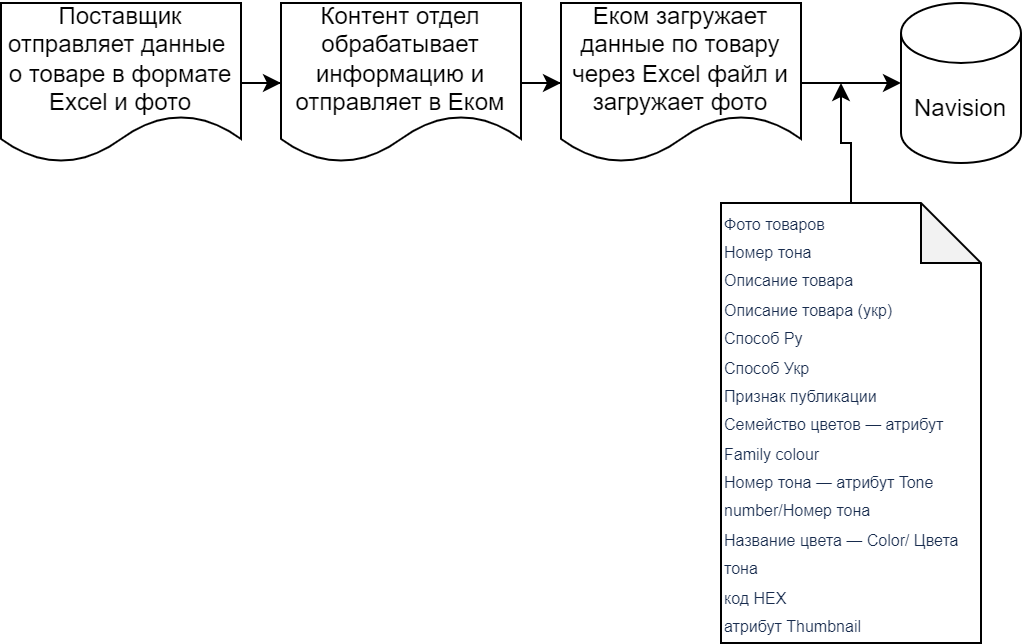 Поставщик
отправляет данные
о товаре в формате
Excel и фото
Контент отдел
обрабатывает
информацию и
отправляет в Еком
Еком загружает
данные по товару
через Excel файл и
загружает фото
Navision
Фото товаров
Номер тона
Описание товара
Описание товара (укр)
Способ Ру
Способ Укр
Признак публикации
Семейство цветов — атрибут
Family colour
Номер тона — атрибут Tone
number/Номер тона
Название цвета — Color/ Цвета
тона
код HEX
атрибут Thumbnail